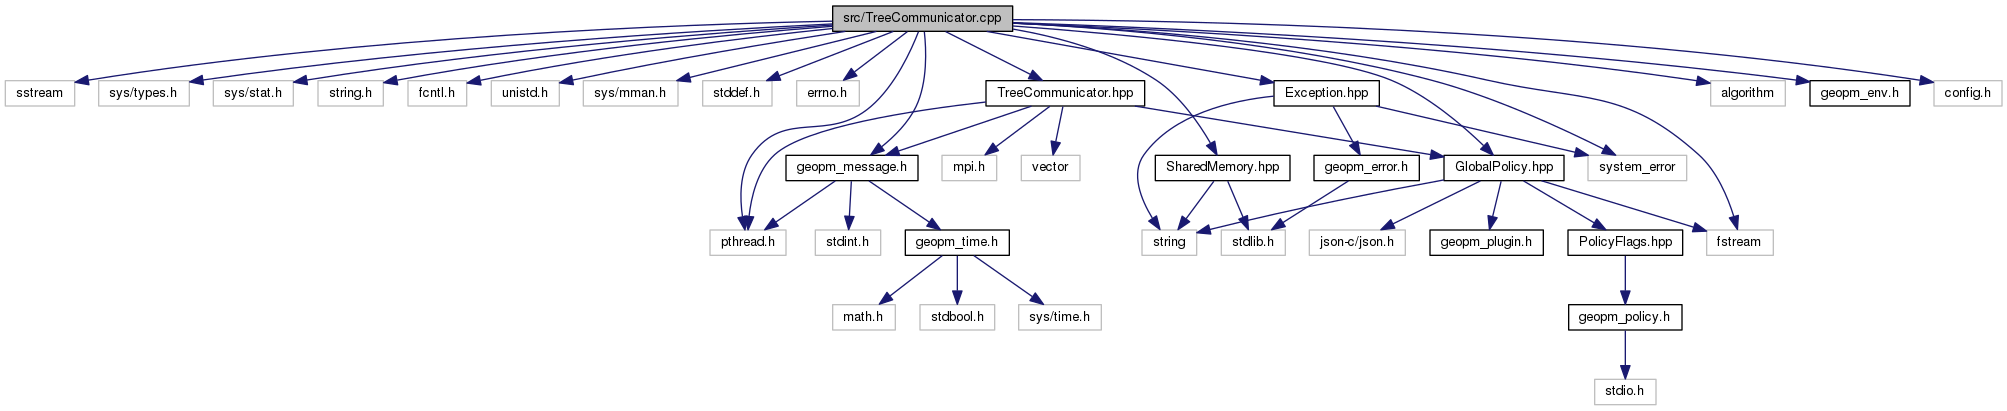 src/TreeCommunicator.cpp
sstream
sys/types.h
sys/stat.h
string.h
fcntl.h
unistd.h
sys/mman.h
stddef.h
errno.h
TreeCommunicator.hpp
Exception.hpp
algorithm
geopm_env.h
config.h
geopm_message.h
mpi.h
vector
SharedMemory.hpp
geopm_error.h
GlobalPolicy.hpp
system_error
pthread.h
stdint.h
geopm_time.h
string
stdlib.h
json-c/json.h
geopm_plugin.h
PolicyFlags.hpp
fstream
math.h
stdbool.h
sys/time.h
geopm_policy.h
stdio.h